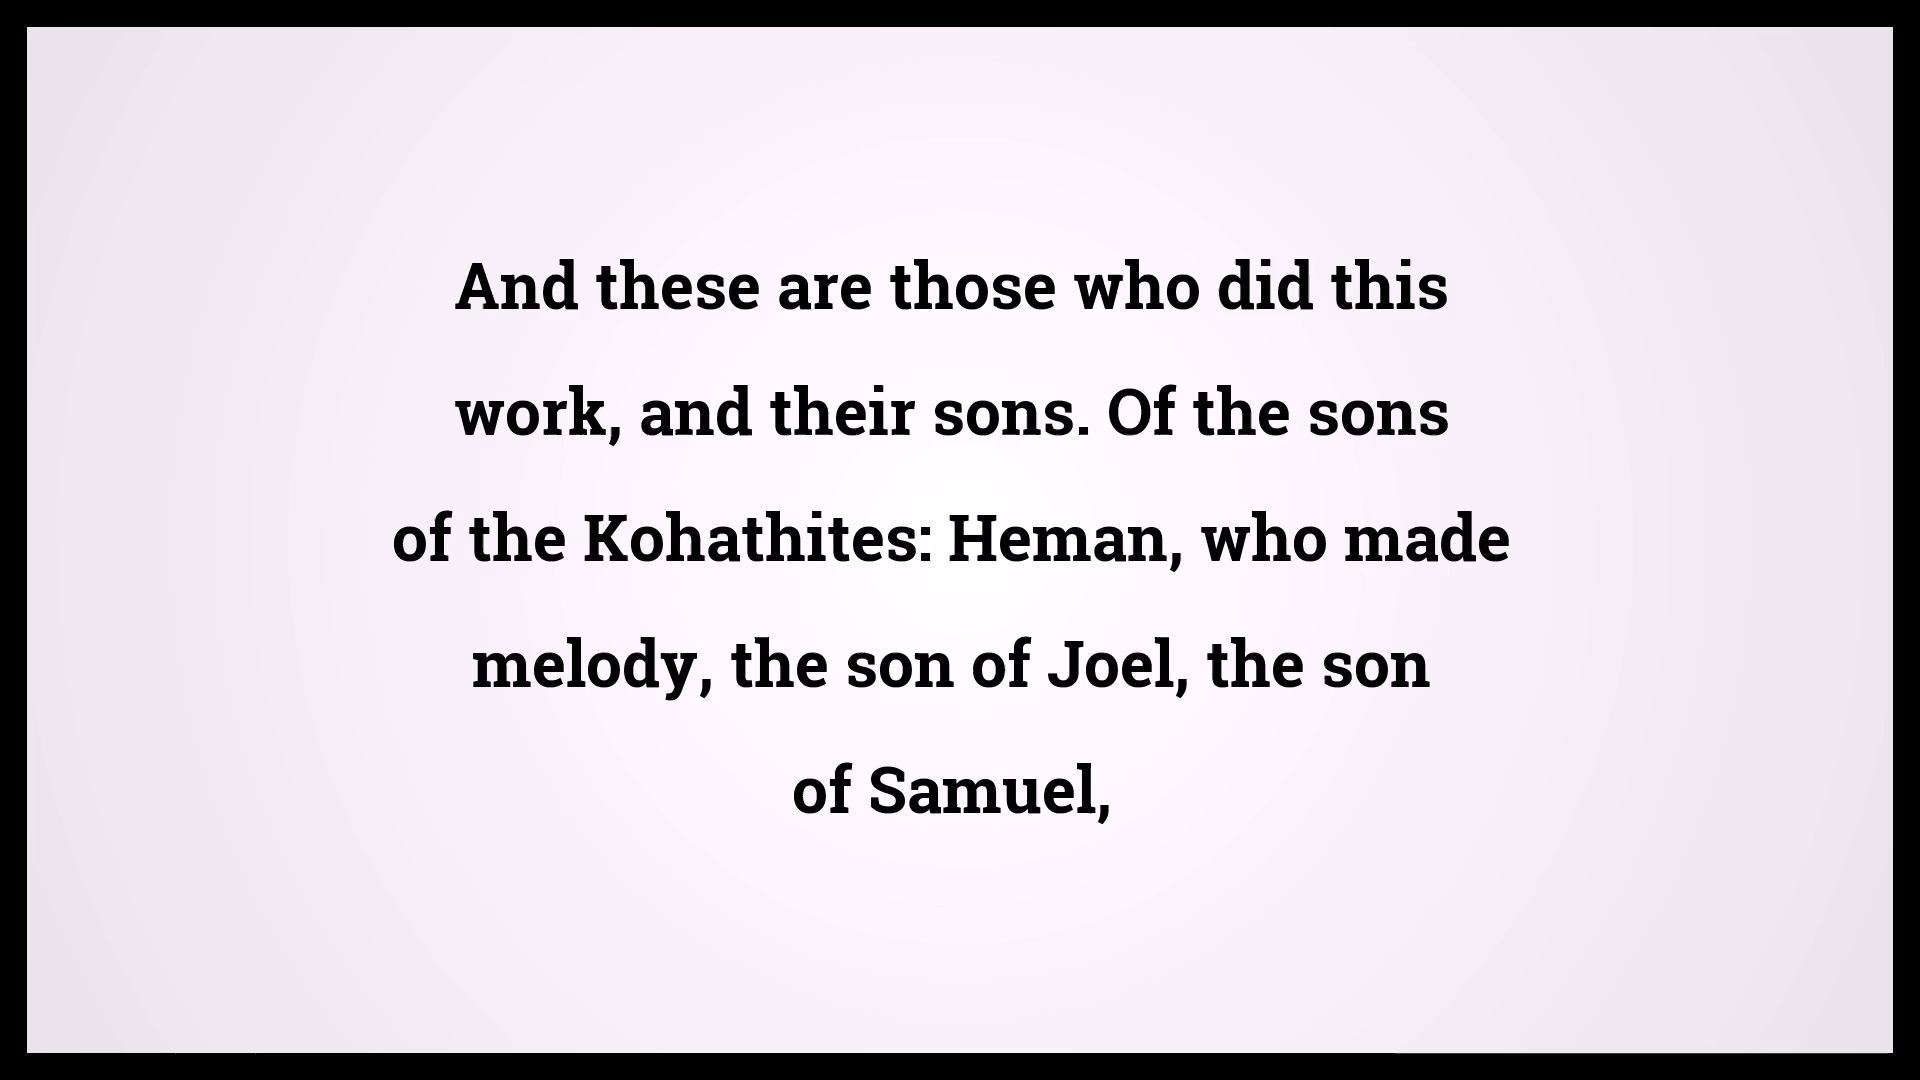 And these are those who did this
work, and their sons. Of the sons
of the Kohathites: Heman, who made
melody, the son of Joel, the son
of Samuel,